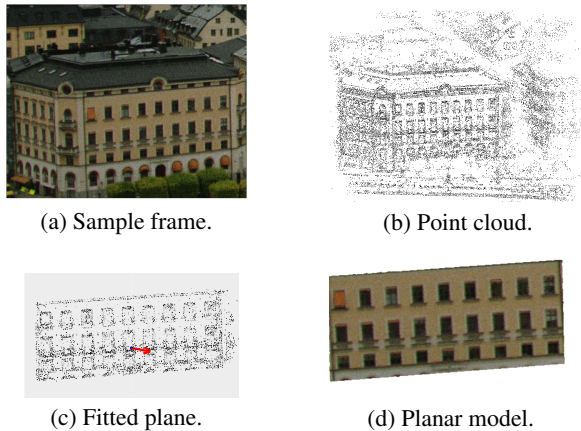 (a) Sample frame.
(b) Point cloud.
(c) Fitted plane.
(d) Planar model.